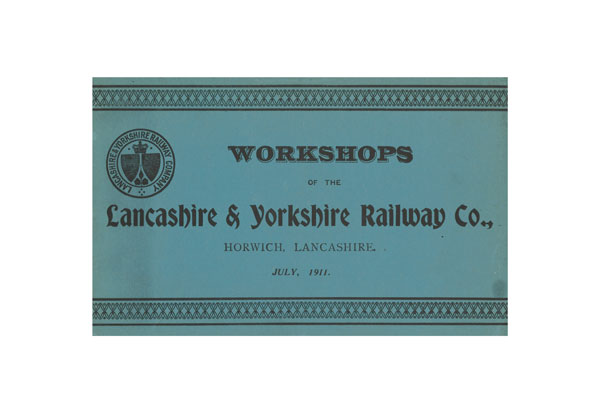 LANCASHIRE & YORKSHIRE RAILWAY COMPANY
WORKSHOPS
OF THE
Lancashire & Yorkshire Railway Co.,
HORWICH, LANCASHIRE.
JULY, 1911.